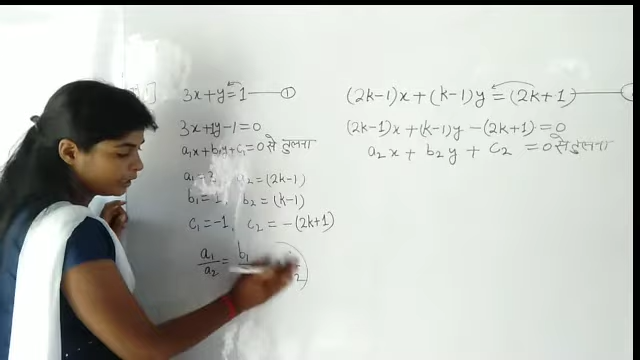 3x+y=1 ——① (2k-1)x+(k-1)y=(2k+1)——
3x+1y-1=0 (2k-1)x+(k-1)y-(2k+1)=0
a₁x+b₁y+c₁=0 से तुलना a₂x+b₂y+c₂=0 से तुलना
a₁= a₂=(2k-1)
b₁=1, b₂=(k-1)
c₁=-1, c₂=-(2k+1)
a₁/a₂=b₁